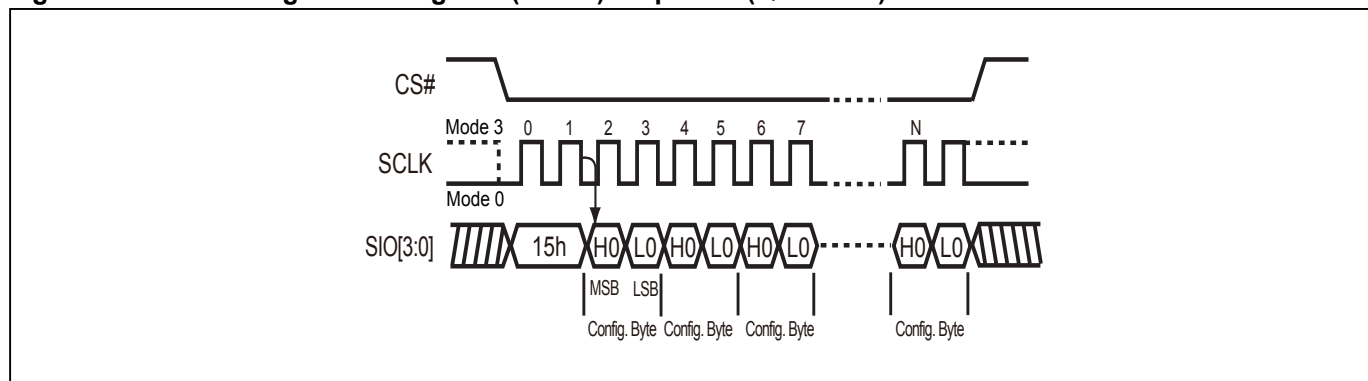 CS#
Mode 3 0 1 2 3 4 5 6 7 N
SCLK
Mode 0
SIO[3:0] 15h H0 L0 H0 L0 H0 L0 H0 L0
MSB LSB
Config. Byte Config. Byte Config. Byte Config. Byte